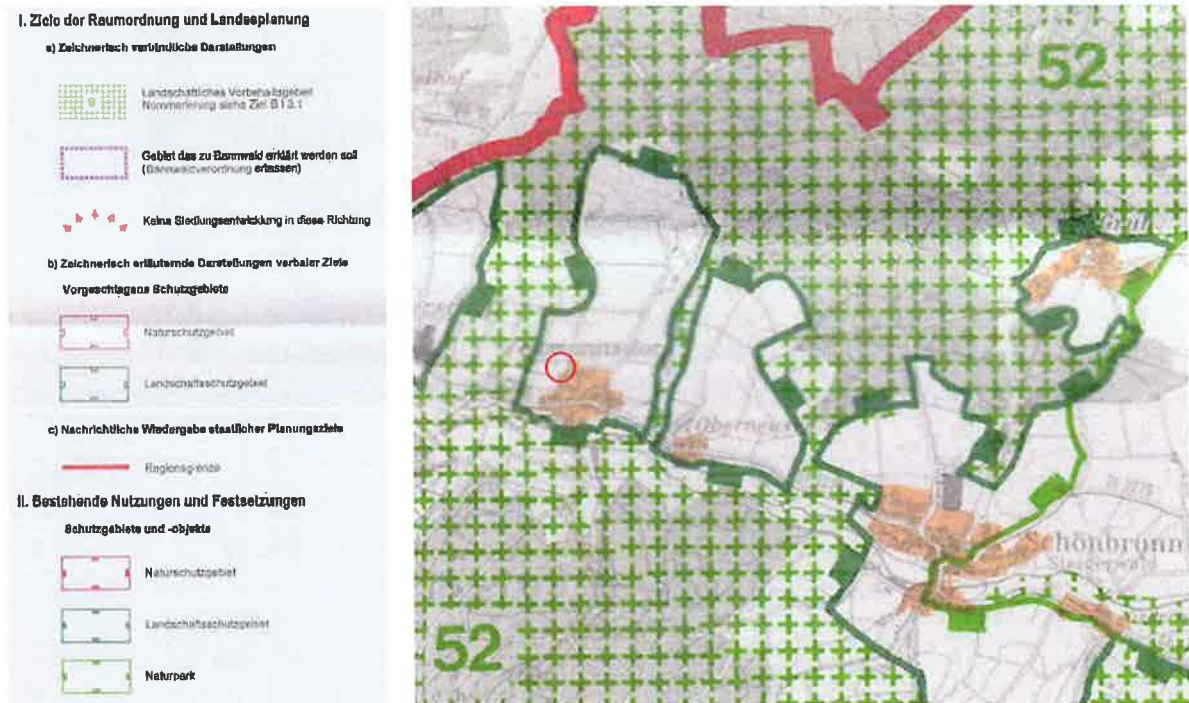 I. Ziele der Raumordnung und Landesplanung
a) Zeichnerisch verbindliche Darstellungen
Landschaftliches Vorbehaltsgebiet
Nummerierung siehe Ziel B I 3.1
Gebiet das zu Bannwald erklärt werden soll
(Bannwaldverordnung erlassen)
Keine Siedlungsentwicklung in diese Richtung
b) Zeichnerisch erläuternde Darstellungen verbaler Ziele
Vorgeschlagene Schutzgebiete
Naturschutzgebiet
Landschaftsschutzgebiet
c) Nachrichtliche Wiedergabe staatlicher Planungsziele
Regionsgrenze
II. Bestehende Nutzungen und Festsetzungen
Schutzgebiete und -objekte
Naturschutzgebiet
Landschaftsschutzgebiet
Naturpark
52
Schönbrunn
Steigerwald
52